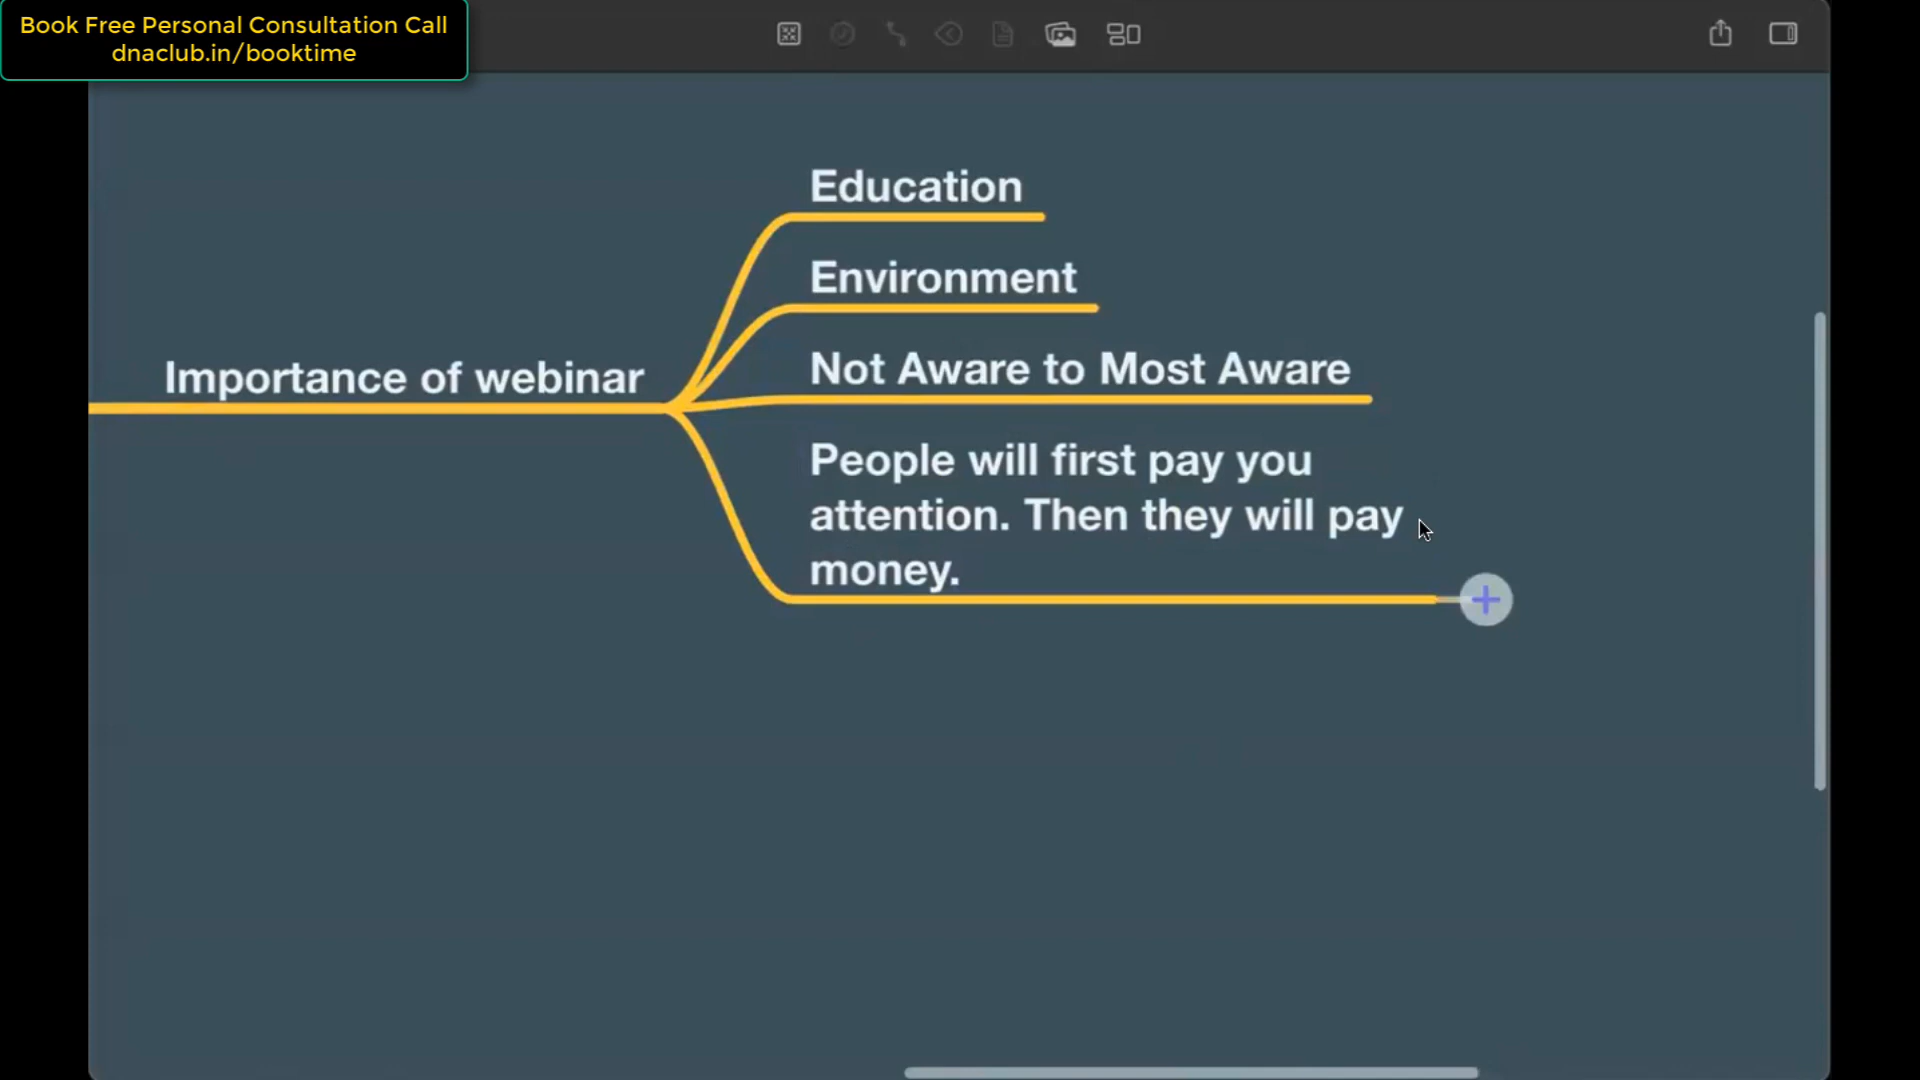 Book Free Personal Consultation Call
dnaclub.in/booktime
Education
Environment
Importance of webinar
Not Aware to Most Aware
People will first pay you
attention. Then they will pay
money.